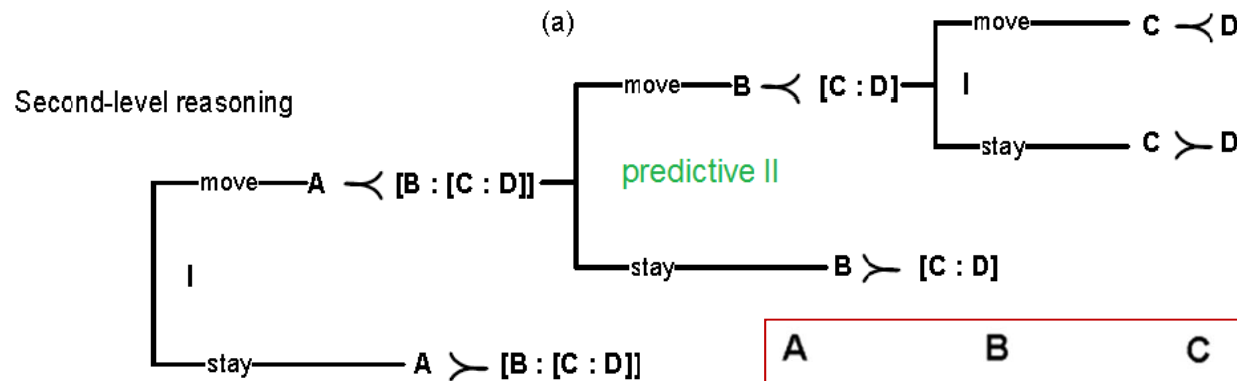 (a)
move C ≺ D
Second-level reasoning
move B ≺ [C : D] I
stay C ≻ D
predictive II
move A ≺ [B : [C : D]]
I
stay B ≻ [C : D]
A B C
stay A ≻ [B : [C : D]]